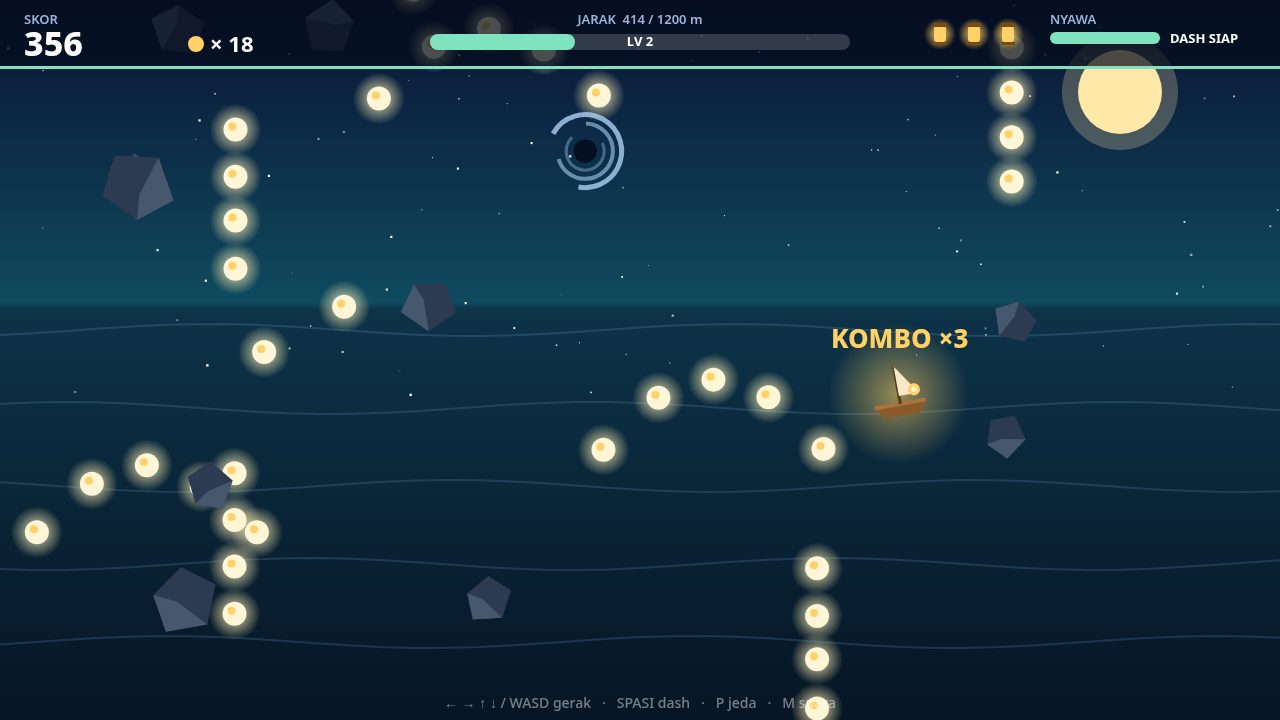 SKOR
356
× 18
JARAK 414 / 1200 m
LV 2
NYAWA
DASH SIAP
KOMBO ×3
← → ↑ ↓ / WASD gerak · SPASI dash · P jeda · M